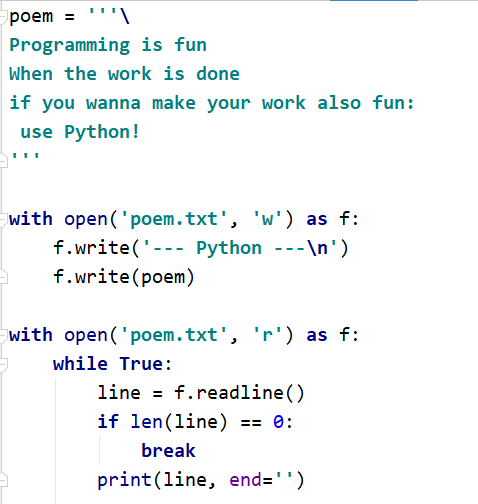 poem = '''\
Programming is fun
When the work is done
if you wanna make your work also fun:
 use Python!
'''

with open('poem.txt', 'w') as f:
    f.write('--- Python ---\n')
    f.write(poem)

with open('poem.txt', 'r') as f:
    while True:
        line = f.readline()
        if len(line) == 0:
            break
        print(line, end='')